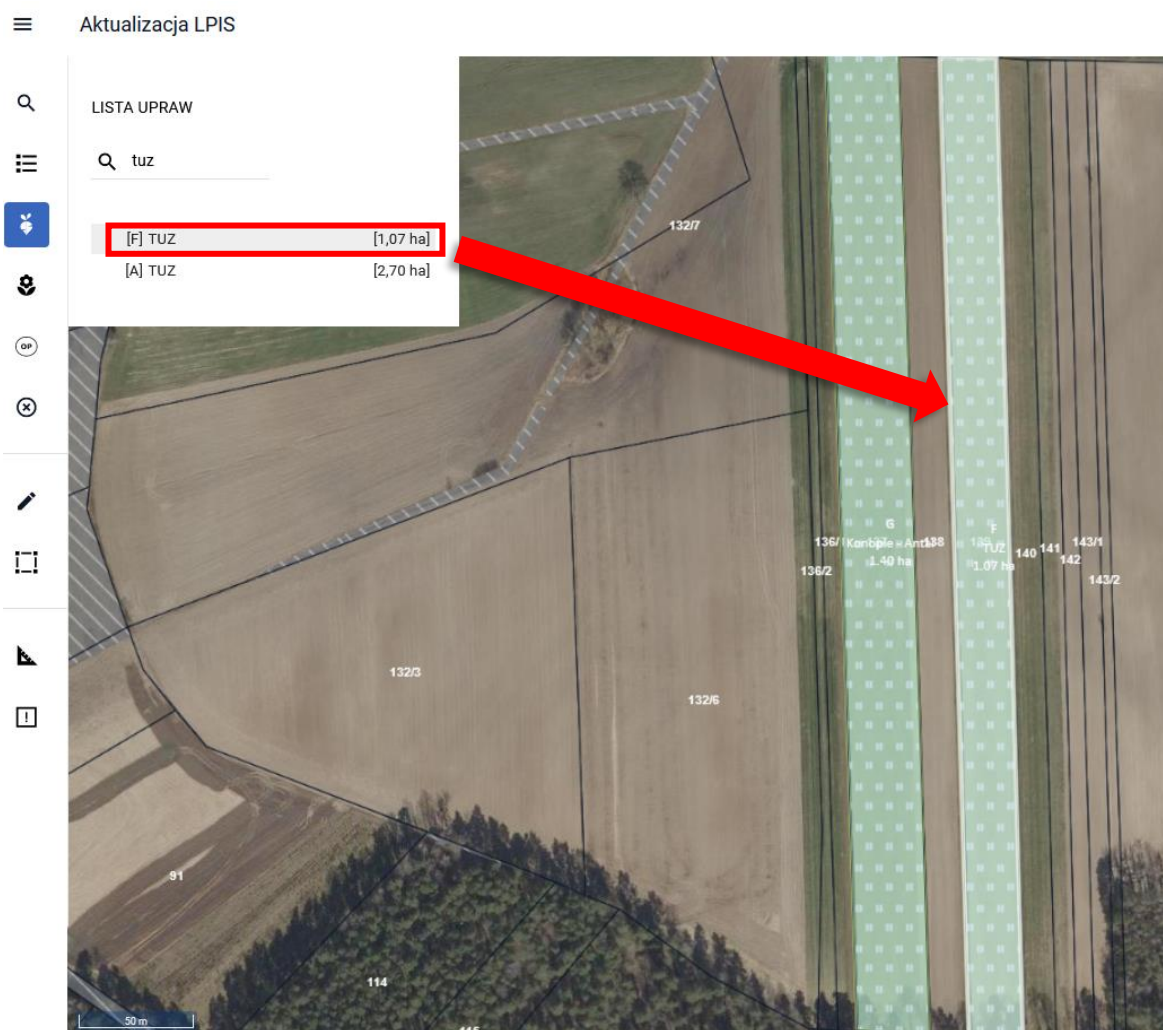 Aktualizacja LPIS
LISTA UPRAW
tuz
[F] TUZ [1,07 ha]
[A] TUZ [2,70 ha]
OP
132/7
G
F
136/ Konopie - 138
TUZ
140 141 143/1
1.40 ha
1.07 ha
142
136/2
143/2
132/3
132/6
91
114
50 m